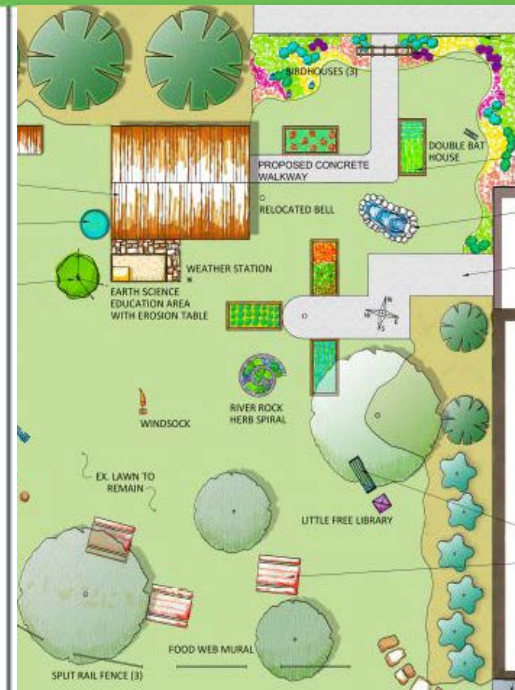 BIRDHOUSES (3)
DOUBLE BAT
HOUSE
PROPOSED CONCRETE
WALKWAY
RELOCATED BELL
WEATHER STATION
EARTH SCIENCE
EDUCATION AREA
WITH EROSION TABLE
N
E
S
W
RIVER ROCK
HERB SPIRAL
WINDSOCK
EX. LAWN TO
REMAIN
LITTLE FREE LIBRARY
FOOD WEB MURAL
SPLIT RAIL FENCE (3)